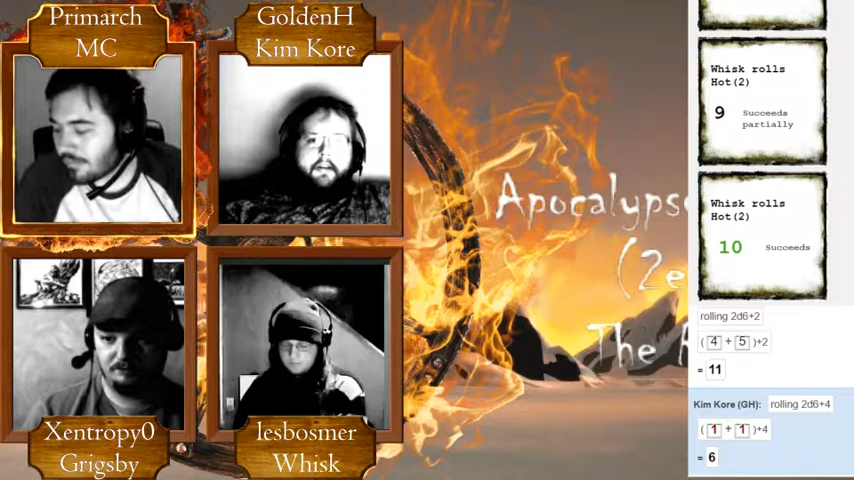 Primarch
MC
GoldenH
Kim Kore
Xentropy0
Grigsby
lesbosmer
Whisk
(2e
The
Whisk rolls
Hot(2)
9 Succeeds
partially
Whisk rolls
Hot(2)
10 Succeeds
rolling 2d6+2
( 4 + 5 )+2
= 11
Kim Kore (GH): rolling 2d6+4
( 1 + 1 )+4
= 6